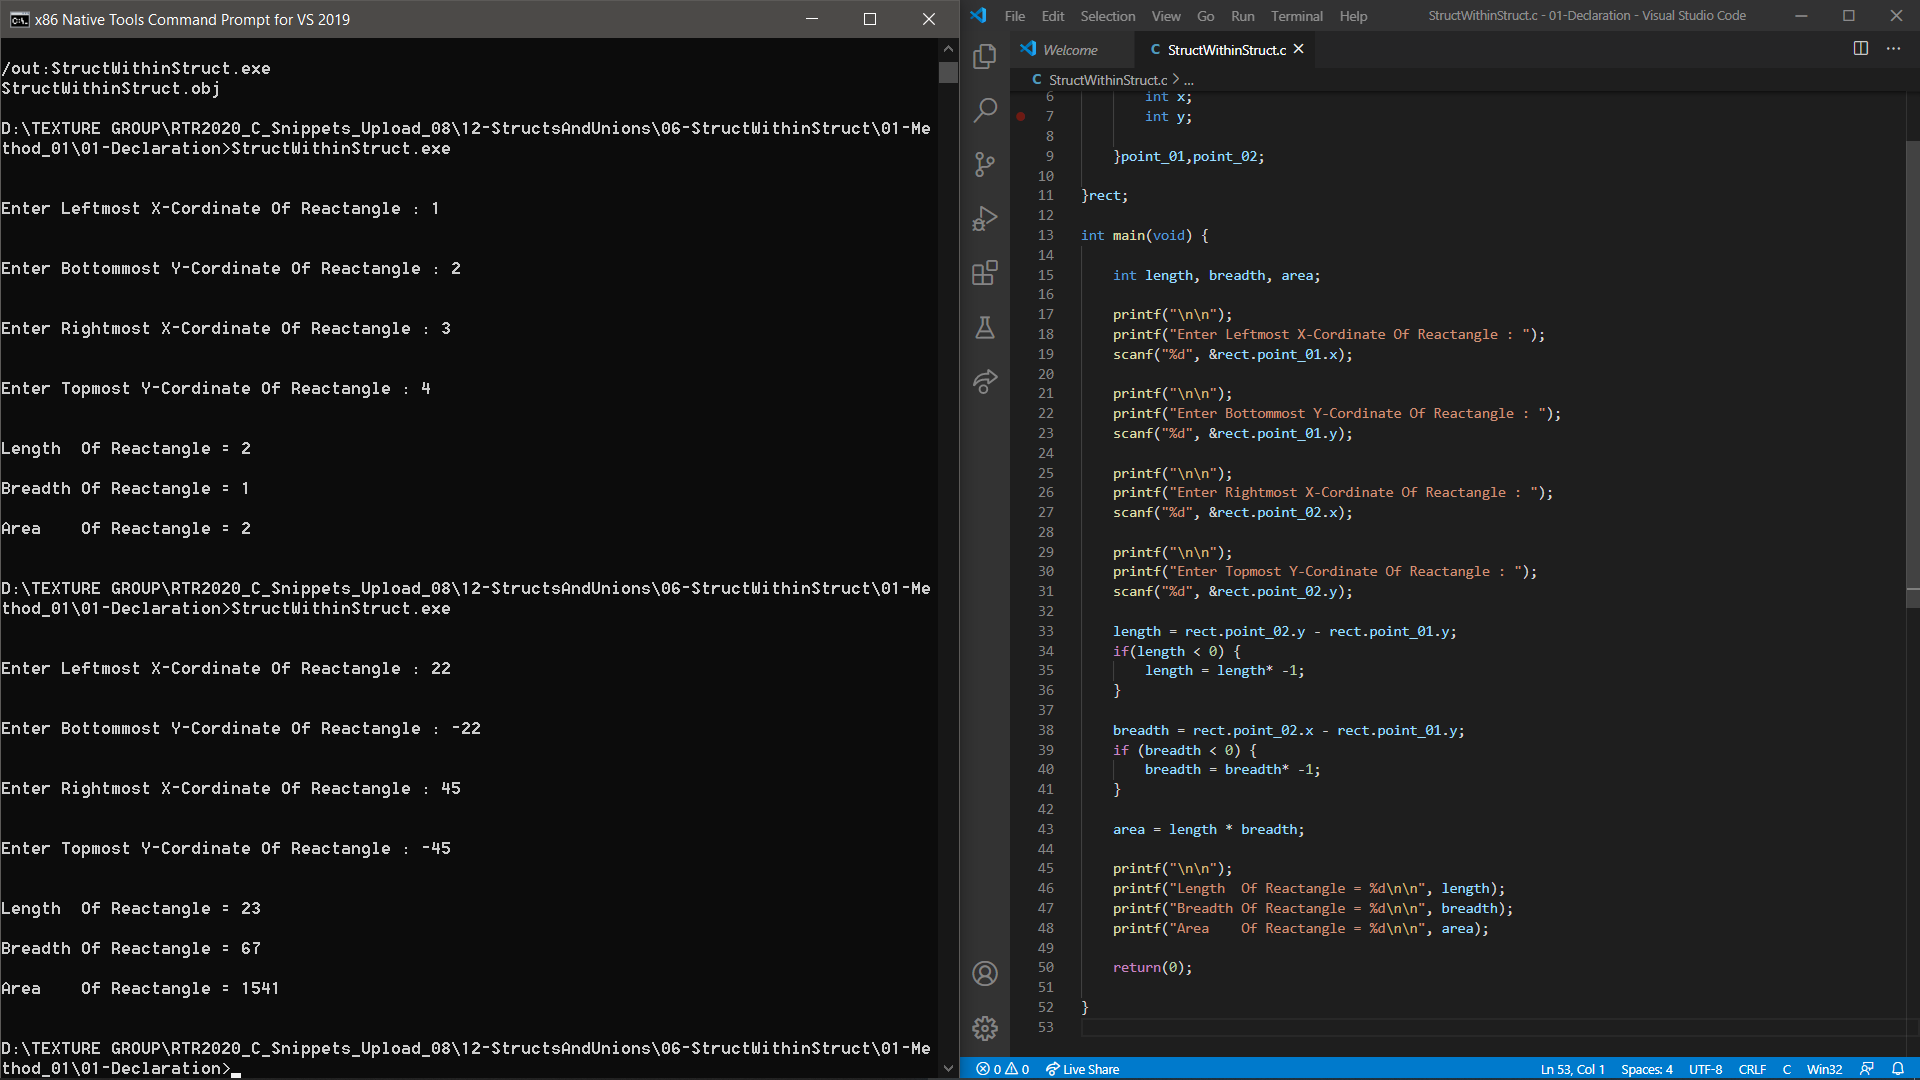 x86 Native Tools Command Prompt for VS 2019
/out:StructWithinStruct.exe
StructWithinStruct.obj
D:\TEXTURE GROUP\RTR2020_C_Snippets_Upload_08\12-StructsAndUnions\06-StructWithinStruct\01-Me
thod_01\01-Declaration>StructWithinStruct.exe
Enter Leftmost X-Cordinate Of Reactangle : 1
Enter Bottommost Y-Cordinate Of Reactangle : 2
Enter Rightmost X-Cordinate Of Reactangle : 3
Enter Topmost Y-Cordinate Of Reactangle : 4
Length  Of Reactangle = 2
Breadth Of Reactangle = 1
Area    Of Reactangle = 2
D:\TEXTURE GROUP\RTR2020_C_Snippets_Upload_08\12-StructsAndUnions\06-StructWithinStruct\01-Me
thod_01\01-Declaration>StructWithinStruct.exe
Enter Leftmost X-Cordinate Of Reactangle : 22
Enter Bottommost Y-Cordinate Of Reactangle : -22
Enter Rightmost X-Cordinate Of Reactangle : 45
Enter Topmost Y-Cordinate Of Reactangle : -45
Length  Of Reactangle = 23
Breadth Of Reactangle = 67
Area    Of Reactangle = 1541
D:\TEXTURE GROUP\RTR2020_C_Snippets_Upload_08\12-StructsAndUnions\06-StructWithinStruct\01-Me
thod_01\01-Declaration>
File Edit Selection View Go Run Terminal Help StructWithinStruct.c - 01-Declaration - Visual Studio Code
Welcome C StructWithinStruct.c
C StructWithinStruct.c > ...
6 int x;
7 int y;
8
9 }point_01,point_02;
10
11 }rect;
12
13 int main(void) {
14
15 int length, breadth, area;
16
17 printf("\n\n");
18 printf("Enter Leftmost X-Cordinate Of Reactangle : ");
19 scanf("%d", &rect.point_01.x);
20
21 printf("\n\n");
22 printf("Enter Bottommost Y-Cordinate Of Reactangle : ");
23 scanf("%d", &rect.point_01.y);
24
25 printf("\n\n");
26 printf("Enter Rightmost X-Cordinate Of Reactangle : ");
27 scanf("%d", &rect.point_02.x);
28
29 printf("\n\n");
30 printf("Enter Topmost Y-Cordinate Of Reactangle : ");
31 scanf("%d", &rect.point_02.y);
32
33 length = rect.point_02.y - rect.point_01.y;
34 if(length < 0) {
35 length = length* -1;
36 }
37
38 breadth = rect.point_02.x - rect.point_01.y;
39 if (breadth < 0) {
40 breadth = breadth* -1;
41 }
42
43 area = length * breadth;
44
45 printf("\n\n");
46 printf("Length  Of Reactangle = %d\n\n", length);
47 printf("Breadth Of Reactangle = %d\n\n", breadth);
48 printf("Area    Of Reactangle = %d\n\n", area);
49
50 return(0);
51
52 }
53
0 0 Live Share Ln 53, Col 1 Spaces: 4 UTF-8 CRLF C Win32